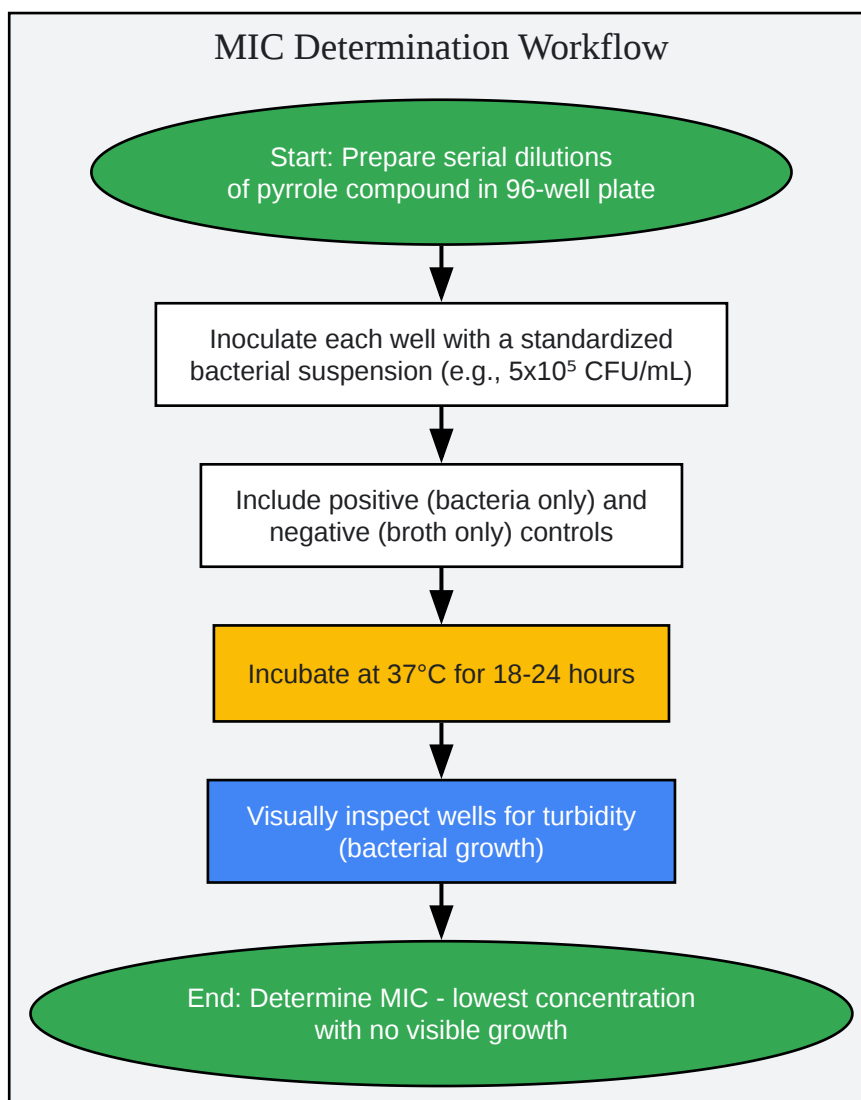 MIC Determination Workflow
Start: Prepare serial dilutions
of pyrrole compound in 96-well plate
Inoculate each well with a standardized
bacterial suspension (e.g., 5x10⁵ CFU/mL)
Include positive (bacteria only) and
negative (broth only) controls
Incubate at 37°C for 18-24 hours
Visually inspect wells for turbidity
(bacterial growth)
End: Determine MIC - lowest concentration
with no visible growth